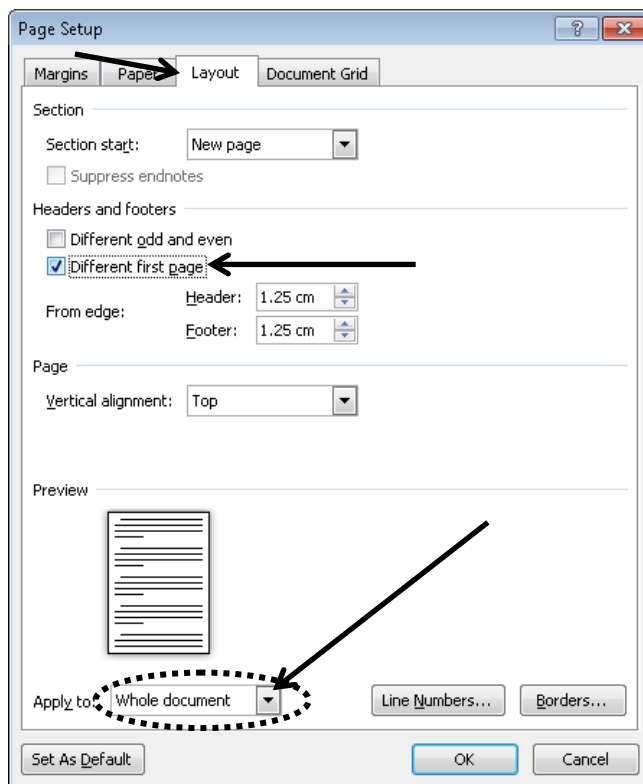 Page Setup
Margins Paper Layout Document Grid
Section
Section start: New page
Suppress endnotes
Headers and footers
Different odd and even
Different first page
From edge: Header: 1.25 cm
Footer: 1.25 cm
Page
Vertical alignment: Top
Preview
Apply to: Whole document Line Numbers... Borders...
Set As Default OK Cancel